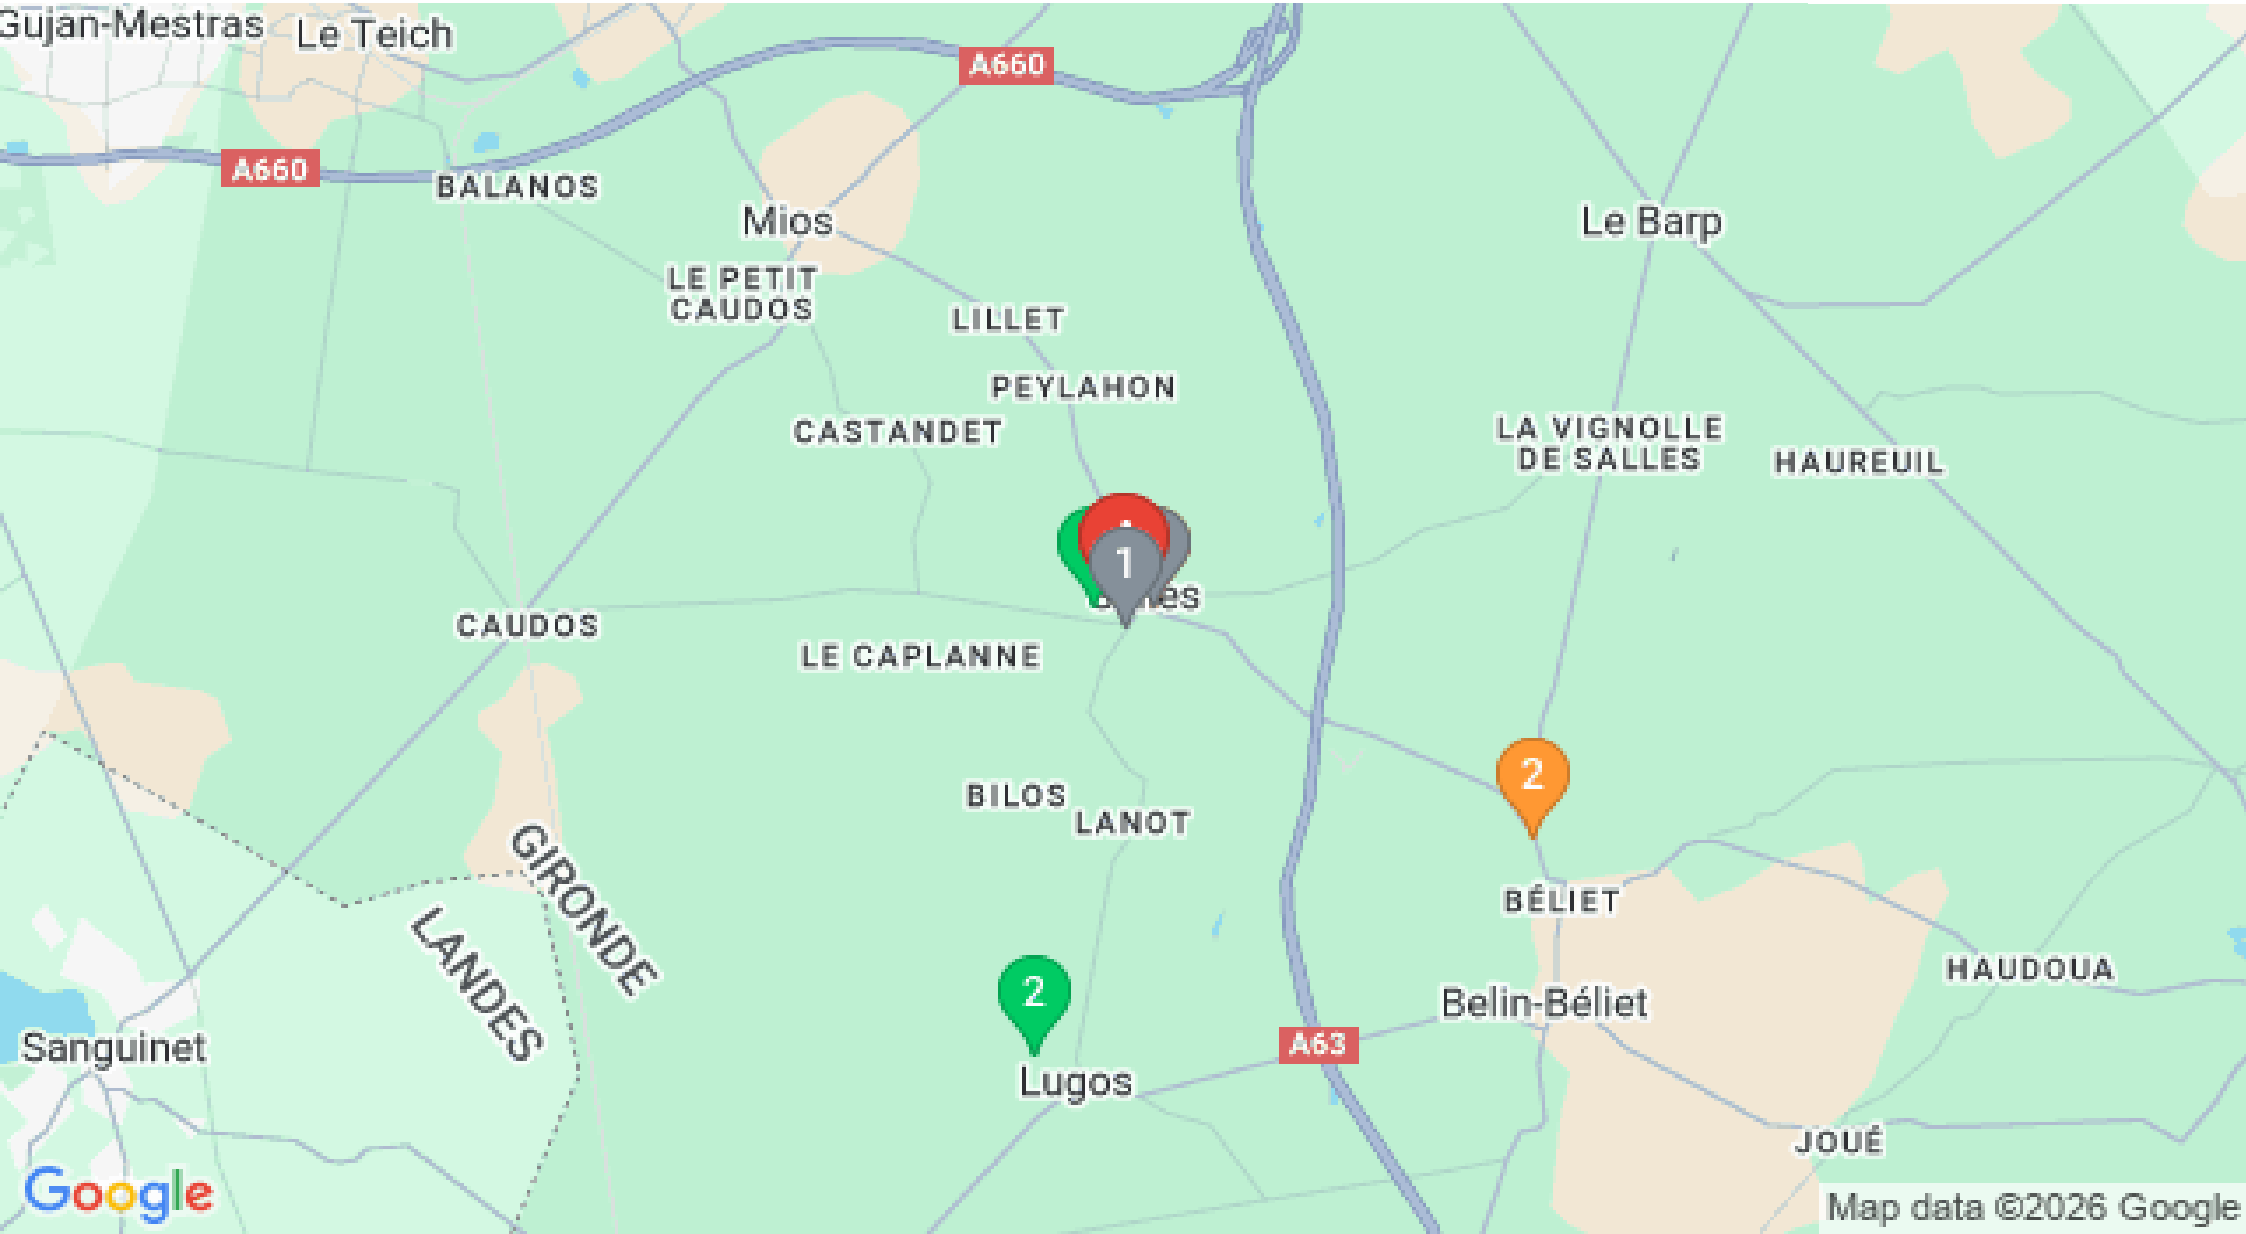 Gujan-Mestras
Le Teich
A660
A660
BALANOS
Mios
Le Barp
LE PETIT
CAUDOS
LILLET
PEYLAHON
CASTANDET
LA VIGNOLLE
DE SALLES
HAUREUIL
1
CAUDOS
LE CAPLANNE
2
BILOS
LANOT
GIRONDE
LANDES
BÉLIET
2
HAUDOUA
Belin-Béliet
Sanguinet
A63
Lugos
JOUÉ
Google
Map data ©2026 Google